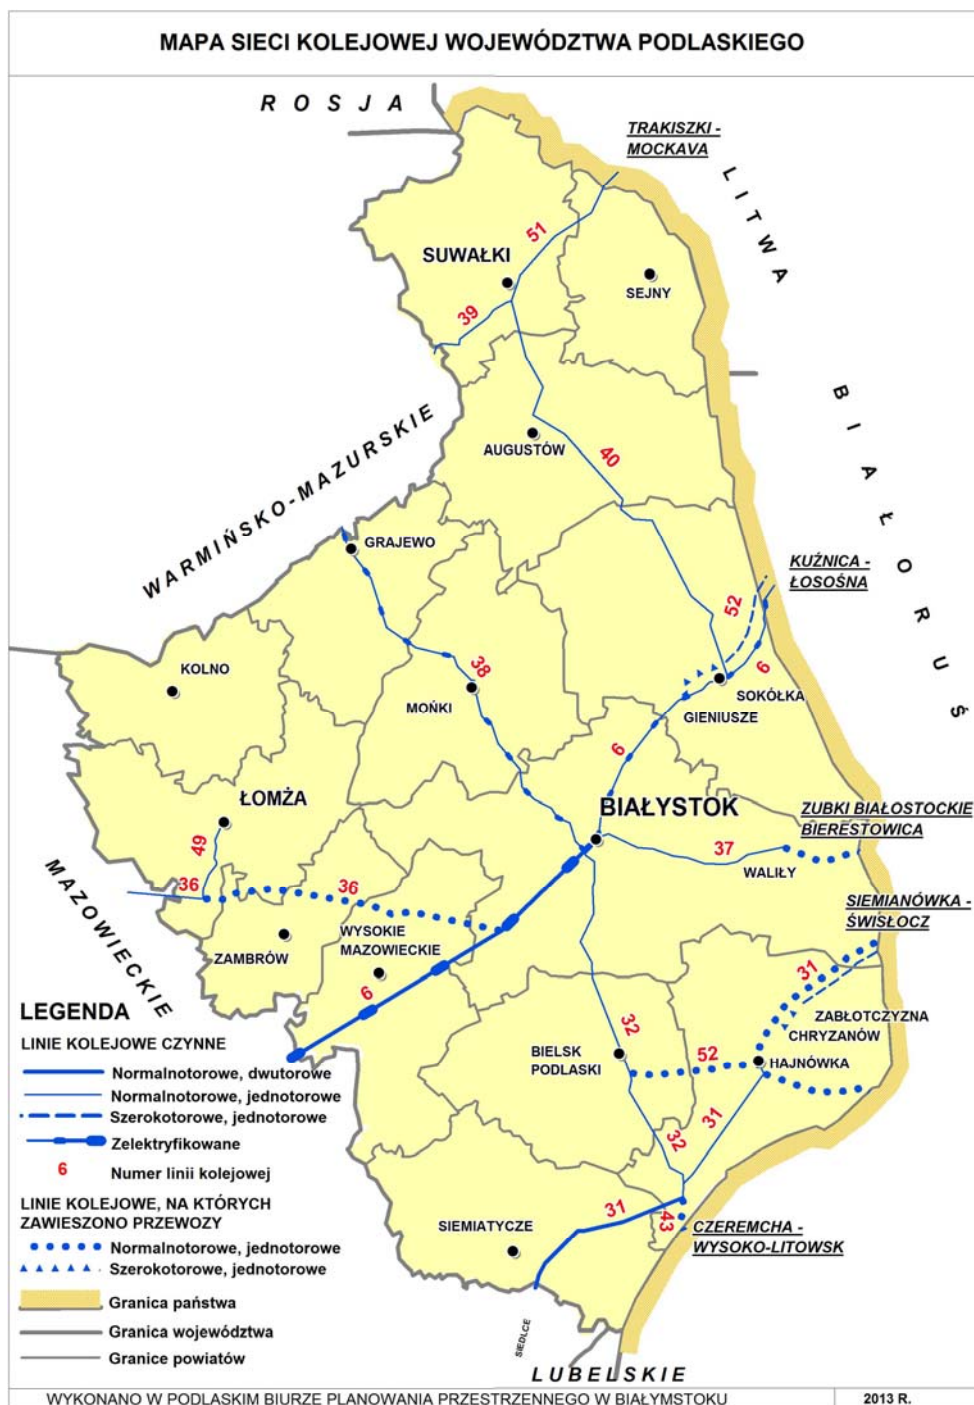 MAPA SIECI KOLEJOWEJ WOJEWÓDZTWA PODLASKIEGO
ROSJA
TRAKISZKI -
MOCKAVA
LITWA
51
SUWAŁKI
SEJNY
39
BIAŁORUŚ
WARMIŃSKO-MAZURSKIE
AUGUSTÓW
40
GRAJEWO
KUŹNICA -
ŁOSOŚNA
52
KOLNO
38
6
MOŃKI
SOKÓŁKA
GIENIUSZE
6
ŁOMŻA
BIAŁYSTOK
ZUBKI BIAŁOSTOCKIE
BIERESTOWICA
49
37
WALIŁY
36
36
MAZOWIECKIE
SIEMIANÓWKA -
ŚWISŁOCZ
ZAMBRÓW
WYSOKIE
MAZOWIECKIE
31
6
ZABŁOTCZYZNA
CHRYZANÓW
32
BIELSK
PODLASKI
52
HAJNÓWKA
31
32
31
SIEMIATYCZE
43
CZEREMCHA -
WYSOKO-LITOWSK
SIEDLCE
LUBELSKIE
LEGENDA
LINIE KOLEJOWE CZYNNE
Normalnotorowe, dwutorowe
Normalnotorowe, jednotorowe
Szerokotorowe, jednotorowe
Zelektryfikowane
6 Numer linii kolejowej
LINIE KOLEJOWE, NA KTÓRYCH
ZAWIESZONO PRZEWOZY
Normalnotorowe, jednotorowe
Szerokotorowe, jednotorowe
Granica państwa
Granica województwa
Granice powiatów
WYKONANO W PODLASKIM BIURZE PLANOWANIA PRZESTRZENNEGO W BIAŁYMSTOKU
2013 R.